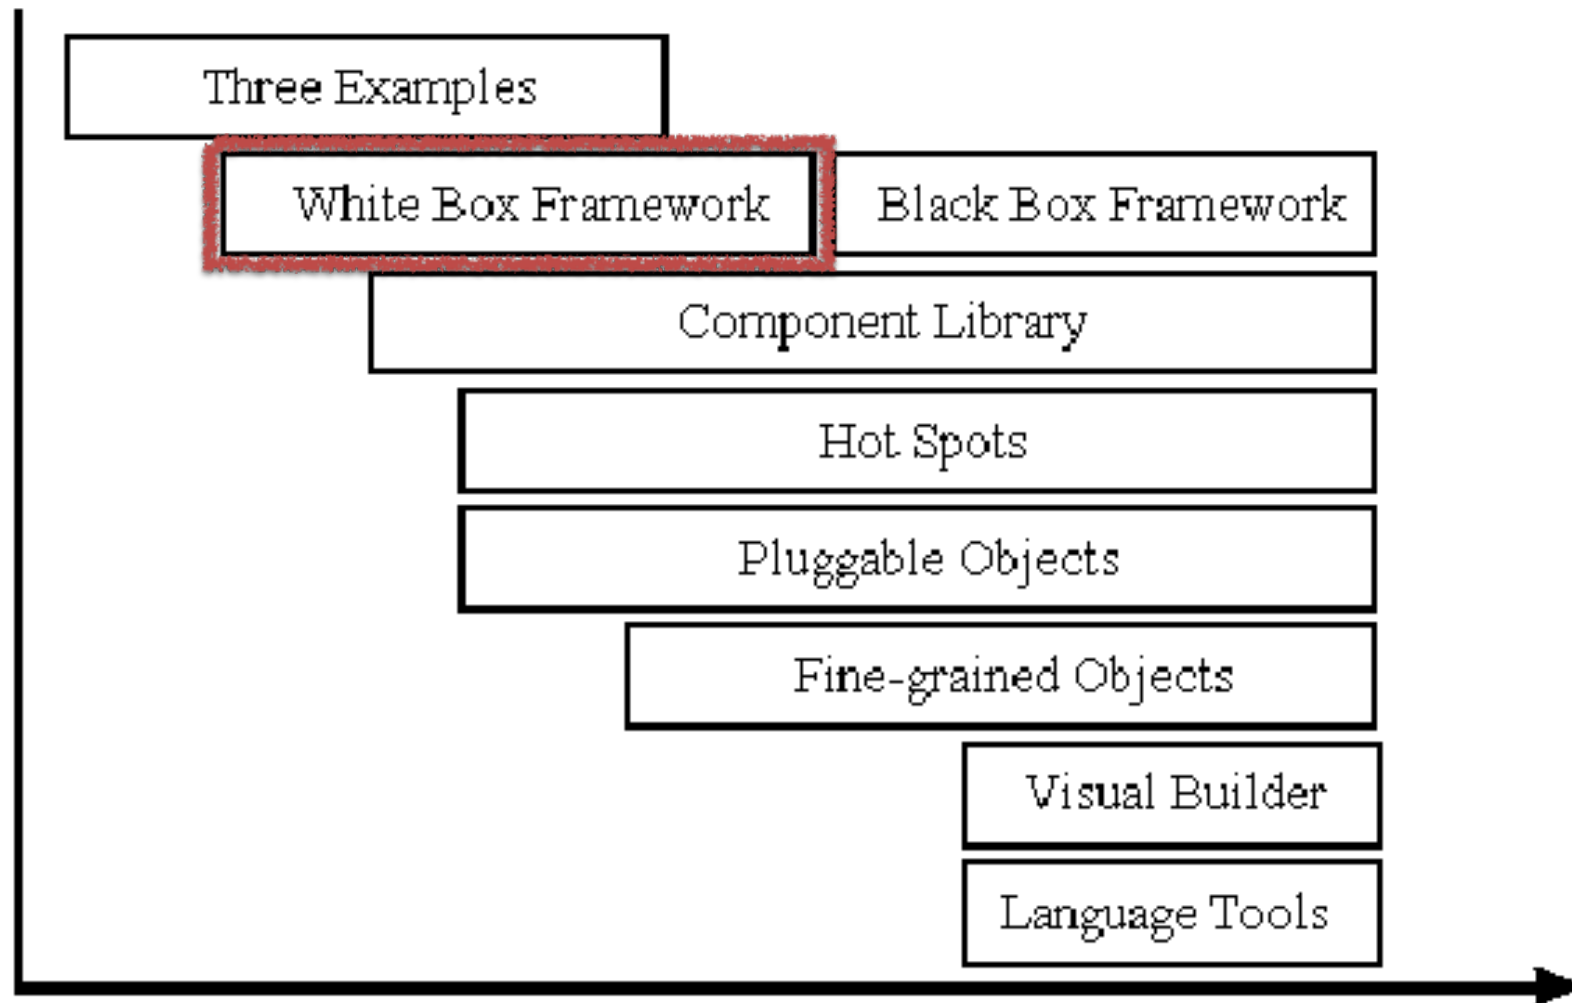 Three Examples
White Box Framework
Black Box Framework
Component Library
Hot Spots
Pluggable Objects
Fine-grained Objects
Visual Builder
Language Tools